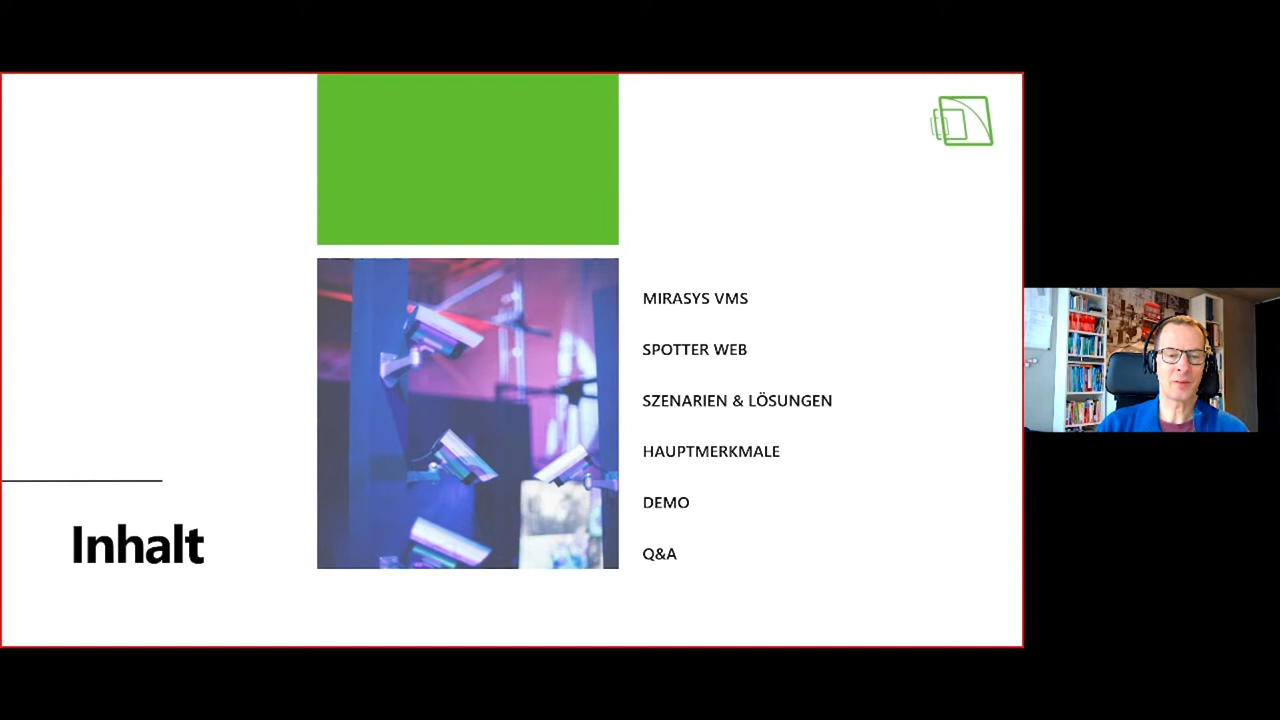 Inhalt
MIRASYS VMS
SPOTTER WEB
SZENARIEN & LÖSUNGEN
HAUPTMERKMALE
DEMO
Q&A